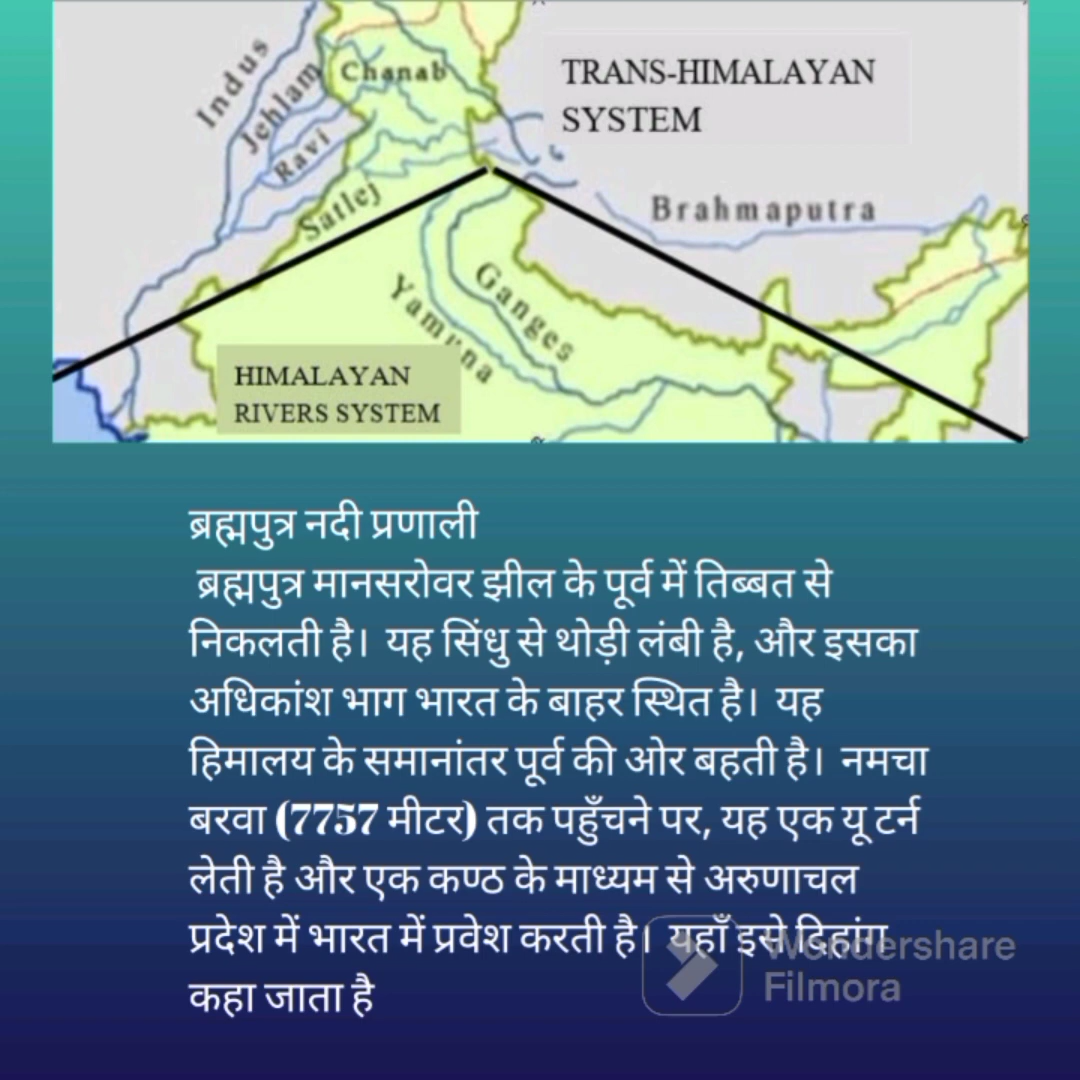 Indus
Jehlam
Chanab
Ravi
Satlej
TRANS-HIMALAYAN
SYSTEM
Brahmaputra
Ganges
Yamuna
HIMALAYAN
RIVERS SYSTEM
ब्रह्मपुत्र नदी प्रणाली
ब्रह्मपुत्र मानसरोवर झील के पूर्व में तिब्बत से
निकलती है। यह सिंधु से थोड़ी लंबी है, और इसका
अधिकांश भाग भारत के बाहर स्थित है। यह
हिमालय के समानांतर पूर्व की ओर बहती है। नमचा
बरवा (7757 मीटर) तक पहुँचने पर, यह एक यू टर्न
लेती है और एक कण्ठ के माध्यम से अरुणाचल
प्रदेश में भारत में प्रवेश करती है। यहाँ इसे दिहांग
कहा जाता है
Wondershare
Filmora